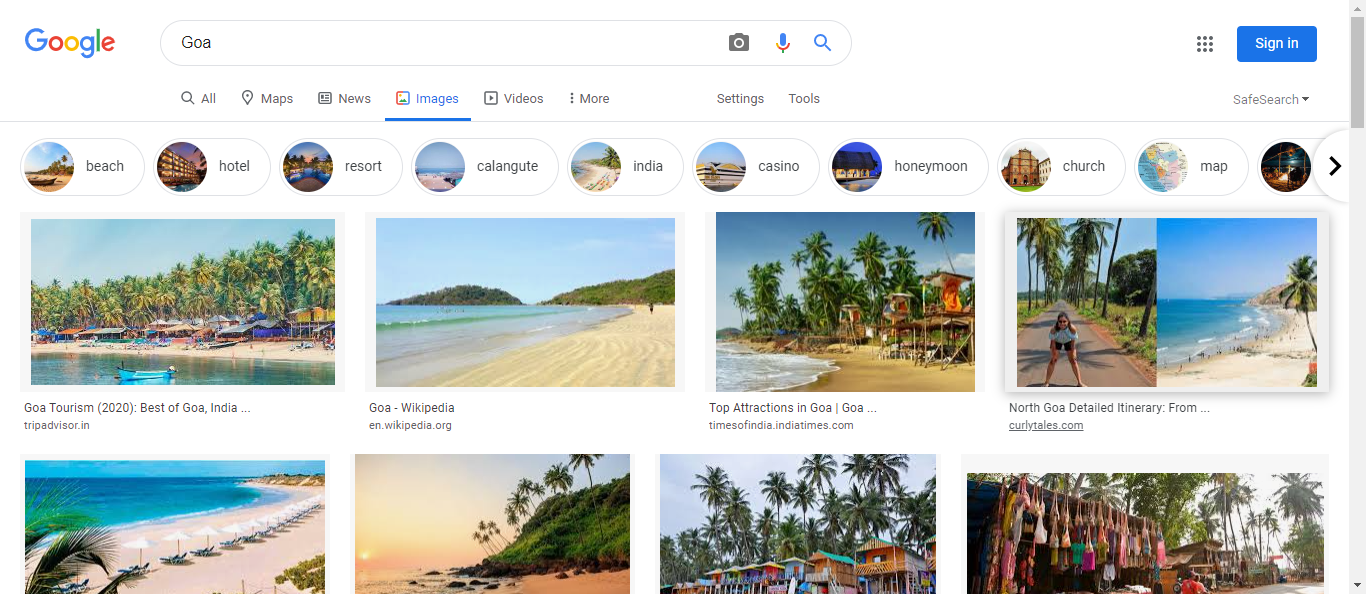 Google
Goa
Sign in
All
Maps
News
Images
Videos
More
Settings
Tools
SafeSearch
beach
hotel
resort
calangute
india
casino
honeymoon
church
map
Goa Tourism (2020): Best of Goa, India ...
tripadvisor.in
Goa - Wikipedia
en.wikipedia.org
Top Attractions in Goa | Goa ...
timesofindia.indiatimes.com
North Goa Detailed Itinerary: From ...
curlytales.com